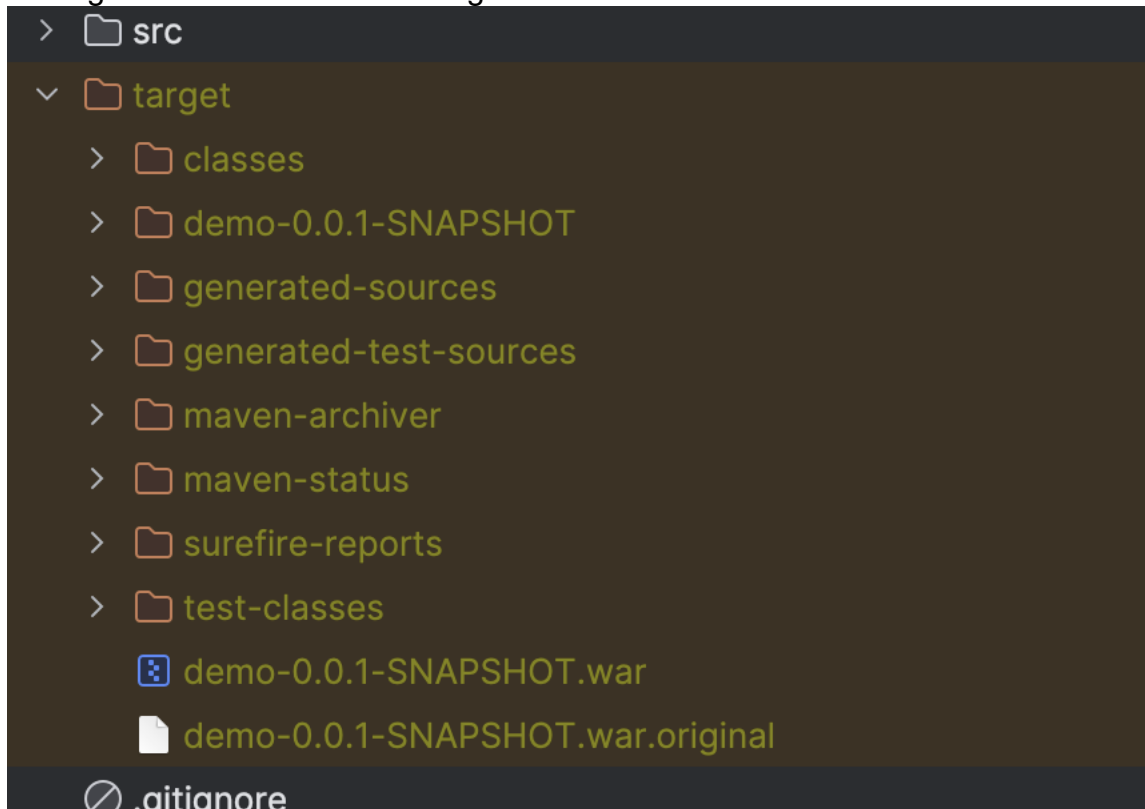 src
target
classes
demo-0.0.1-SNAPSHOT
generated-sources
generated-test-sources
maven-archiver
maven-status
surefire-reports
test-classes
demo-0.0.1-SNAPSHOT.war
demo-0.0.1-SNAPSHOT.war.original
.gitignore